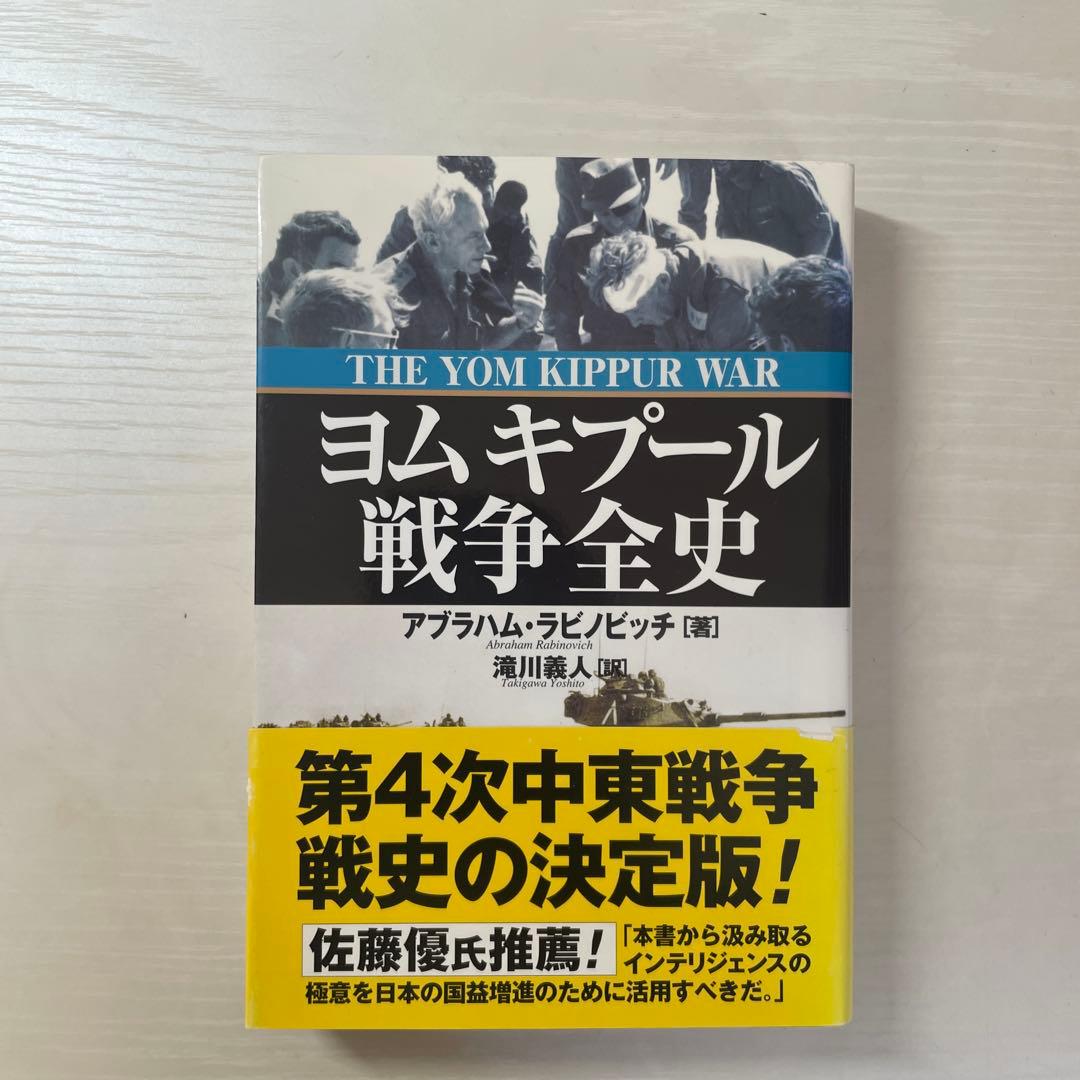 THE YOM KIPPUR WAR
ヨム キプール
戦争 全史
アブラハム・ラビノビッチ [著]
Abraham Rabinovich
滝川義人 [訳]
Takigawa Yoshito
第4次中東戦争
戦史の決定版!
佐藤優氏推薦!
「本書から汲み取る
インテリジェンスの
極意を日本の国益増進のために活用すべきだ。」